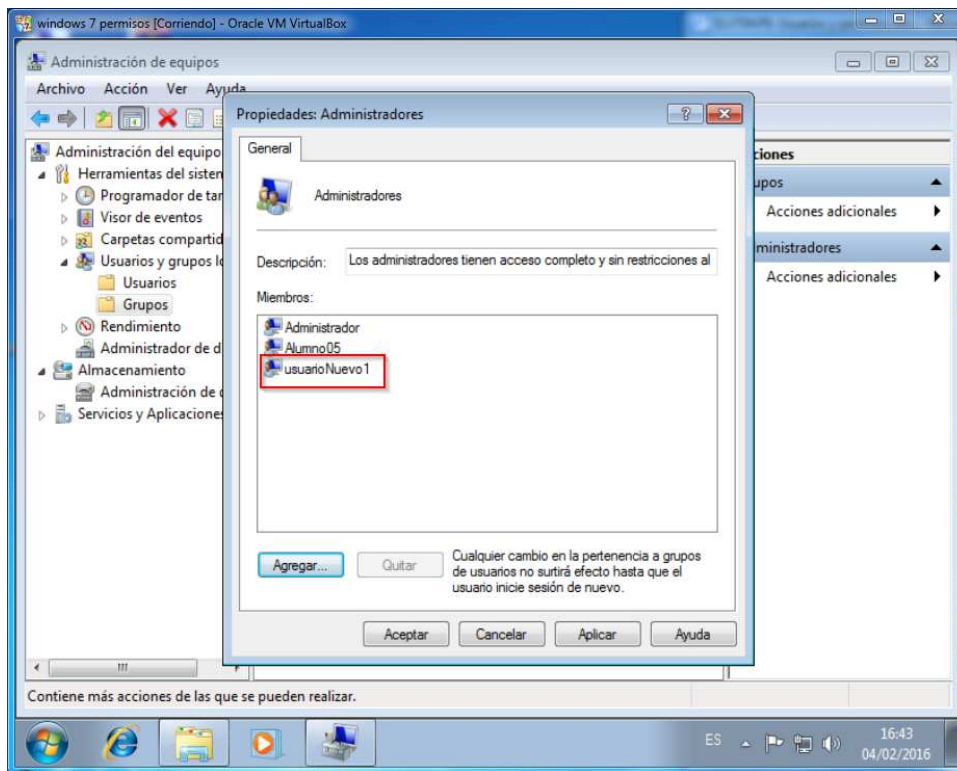 windows 7 permisos [Corriendo] - Oracle VM VirtualBox
Administración de equipos
Archivo Acción Ver Ayuda
Propiedades: Administradores
General
Administradores
Descripción: Los administradores tienen acceso completo y sin restricciones al
Miembros:
Administrador
Alumno05
usuarioNuevo1
Agregar...
Quitar
Cualquier cambio en la pertenencia a grupos
de usuarios no surtirá efecto hasta que el
usuario inicie sesión de nuevo.
Aceptar Cancelar Aplicar Ayuda
Administración del equipo
Herramientas del sisten
Programador de tar
Visor de eventos
Carpetas compartid
Usuarios y grupos lo
Usuarios
Grupos
Rendimiento
Administrador de d
Almacenamiento
Administración de
Servicios y Aplicaciones
ciones
upos
Acciones adicionales
ministradores
Acciones adicionales
Contiene más acciones de las que se pueden realizar.
ES
16:43
04/02/2016